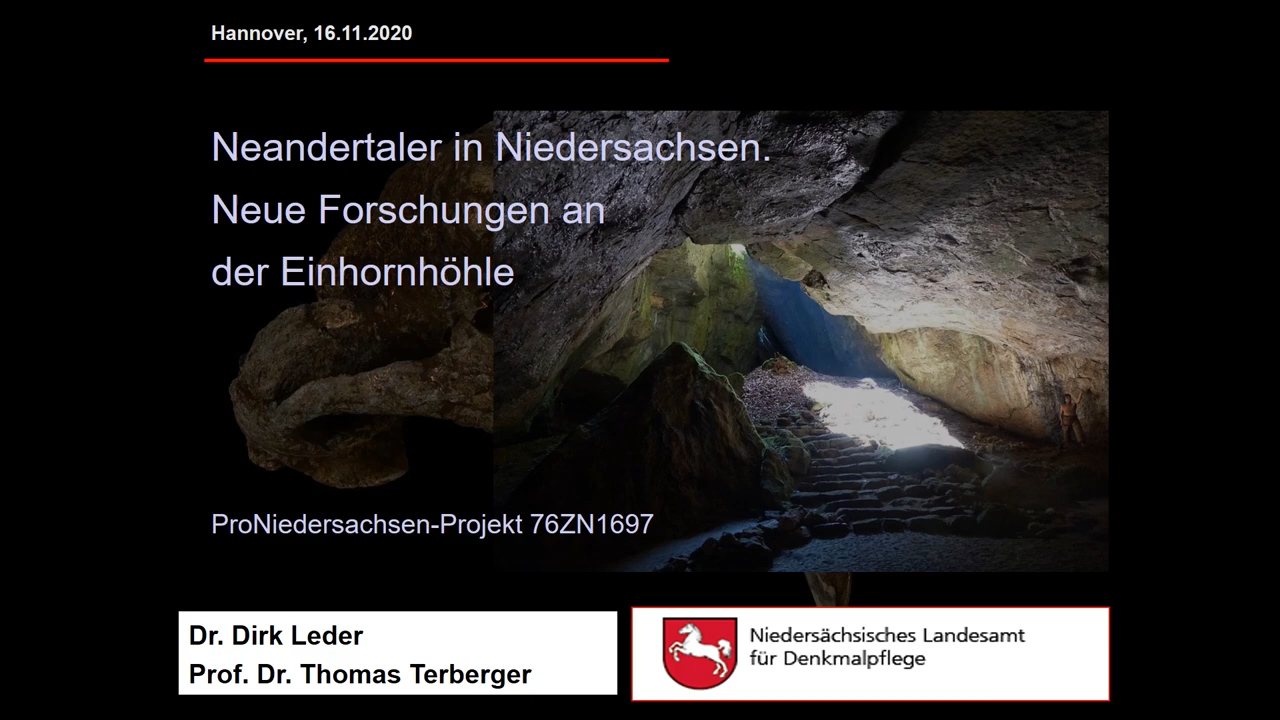 Hannover, 16.11.2020
Neandertaler in Niedersachsen.
Neue Forschungen an
der Einhornhöhle
ProNiedersachsen-Projekt 76ZN1697
Dr. Dirk Leder
Prof. Dr. Thomas Terberger
Niedersächsisches Landesamt
für Denkmalpflege